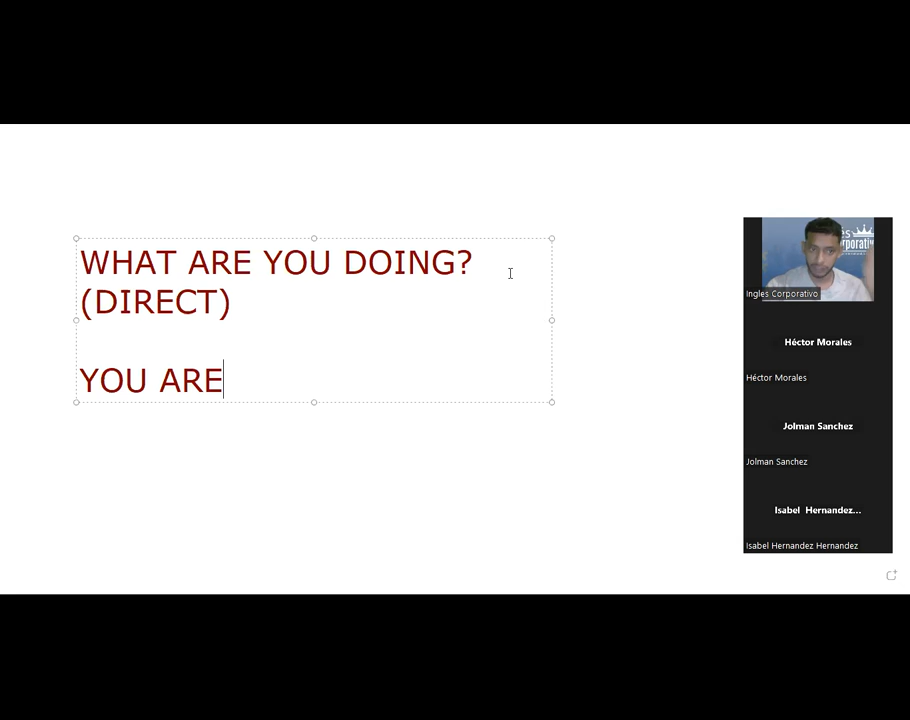 WHAT ARE YOU DOING?
(DIRECT)
YOU ARE
Ingles Corporativo
Héctor Morales
Héctor Morales
Jolman Sanchez
Jolman Sanchez
Isabel Hernandez...
Isabel Hernandez Hernandez